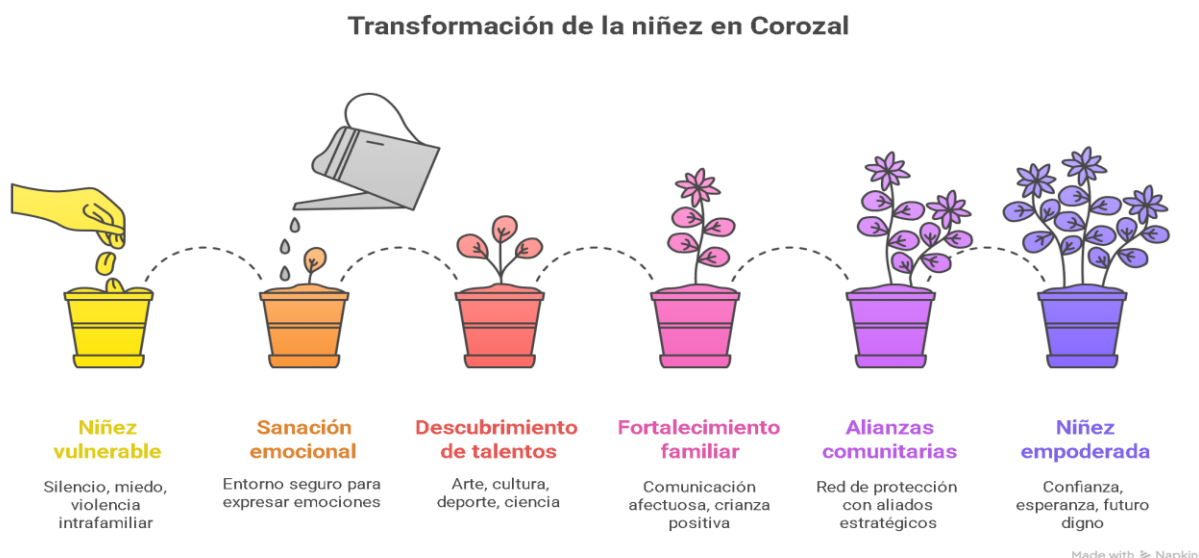 Transformación de la niñez en Corozal
Niñez
vulnerable
Silencio, miedo,
violencia
intrafamiliar
Sanación
emocional
Entorno seguro para
expresar emociones
Descubrimiento
de talentos
Arte, cultura,
deporte, ciencia
Fortalecimiento
familiar
Comunicación
afectuosa, crianza
positiva
Alianzas
comunitarias
Red de protección
con aliados
estratégicos
Niñez
empoderada
Confianza,
esperanza, futuro
digno
Made with Napkin